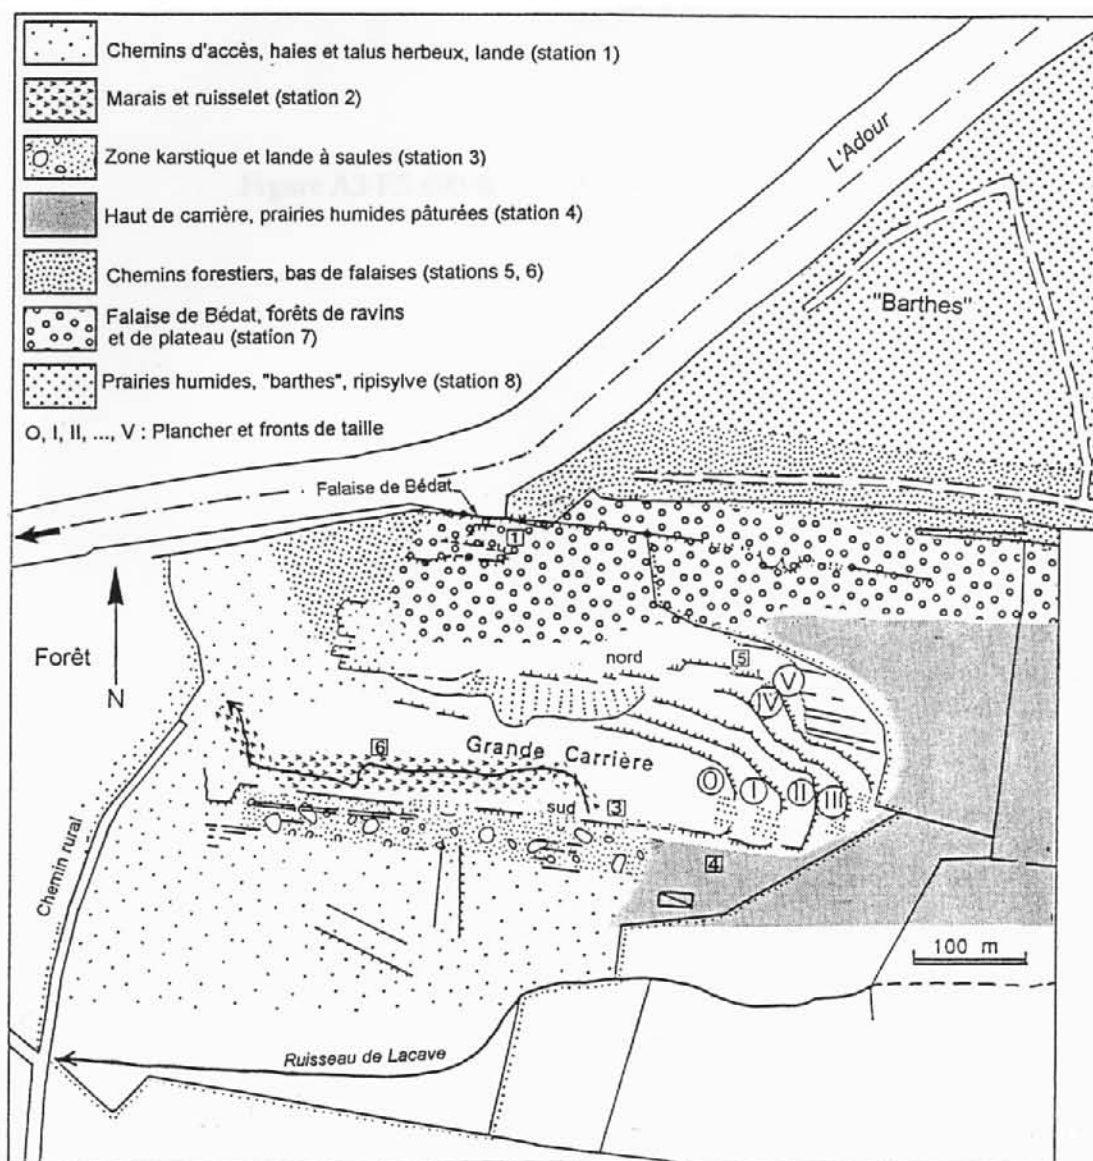 Chemins d'accès, haies et talus herbeux, lande (station 1)
Marais et ruisselet (station 2)
Zone karstique et lande à saules (station 3)
Haut de carrière, prairies humides pâturées (station 4)
Chemins forestiers, bas de falaises (stations 5, 6)
Falaise de Bédat, forêts de ravins
et de plateau (station 7)
Prairies humides, "barthes", ripisylve (station 8)
O, I, II, ..., V : Plancher et fronts de taille
L'Adour
"Barthes"
Falaise de Bédat
1
Forêt
N
nord
5
V
IV
6
Grande Carrière
O
I
II
III
sud
3
4
Chemin rural
100 m
Ruisseau de Lacave